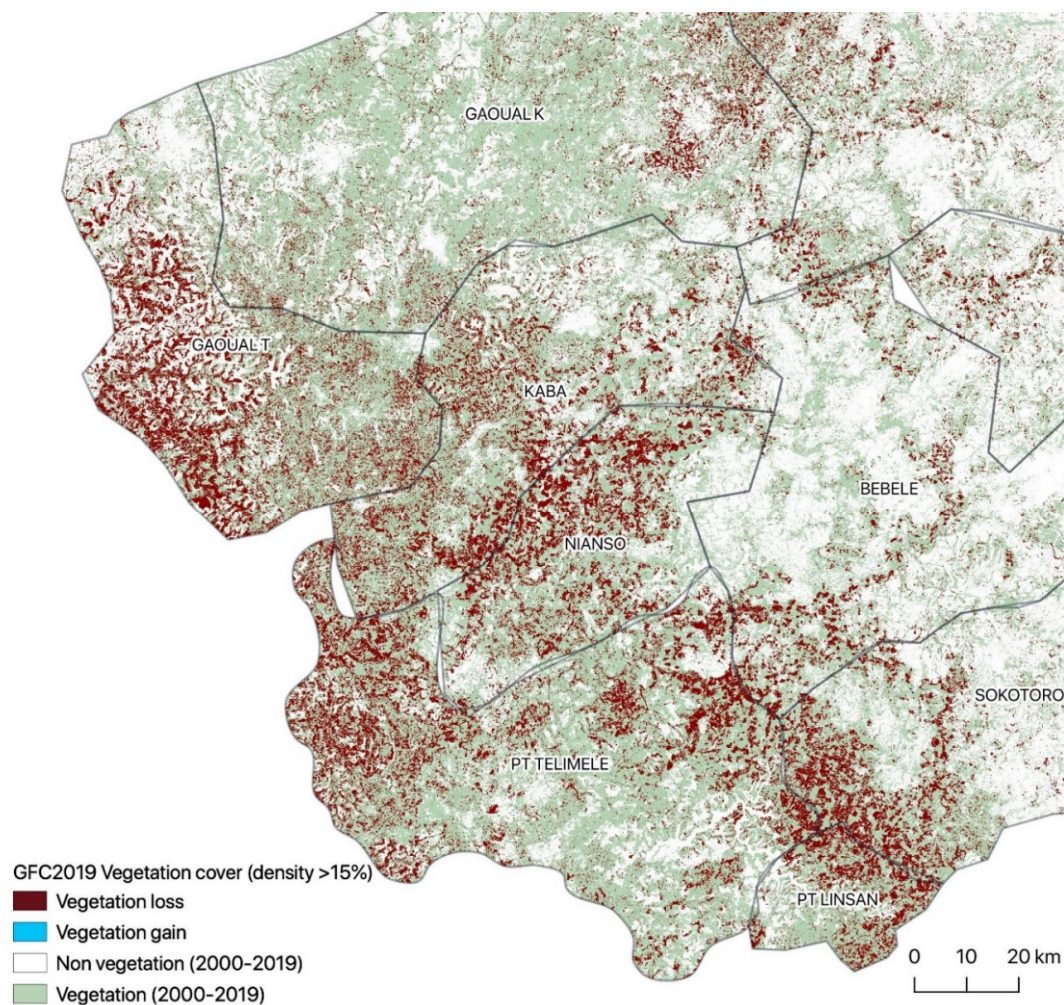 GAOUAL K
GAOUAL T
KABA
BEBELE
NIANSO
SOKOTORO
PT TELIMELE
PT LINSAN
GFC2019 Vegetation cover (density >15%)
Vegetation loss
Vegetation gain
Non vegetation (2000-2019)
Vegetation (2000-2019)
0 10 20 km